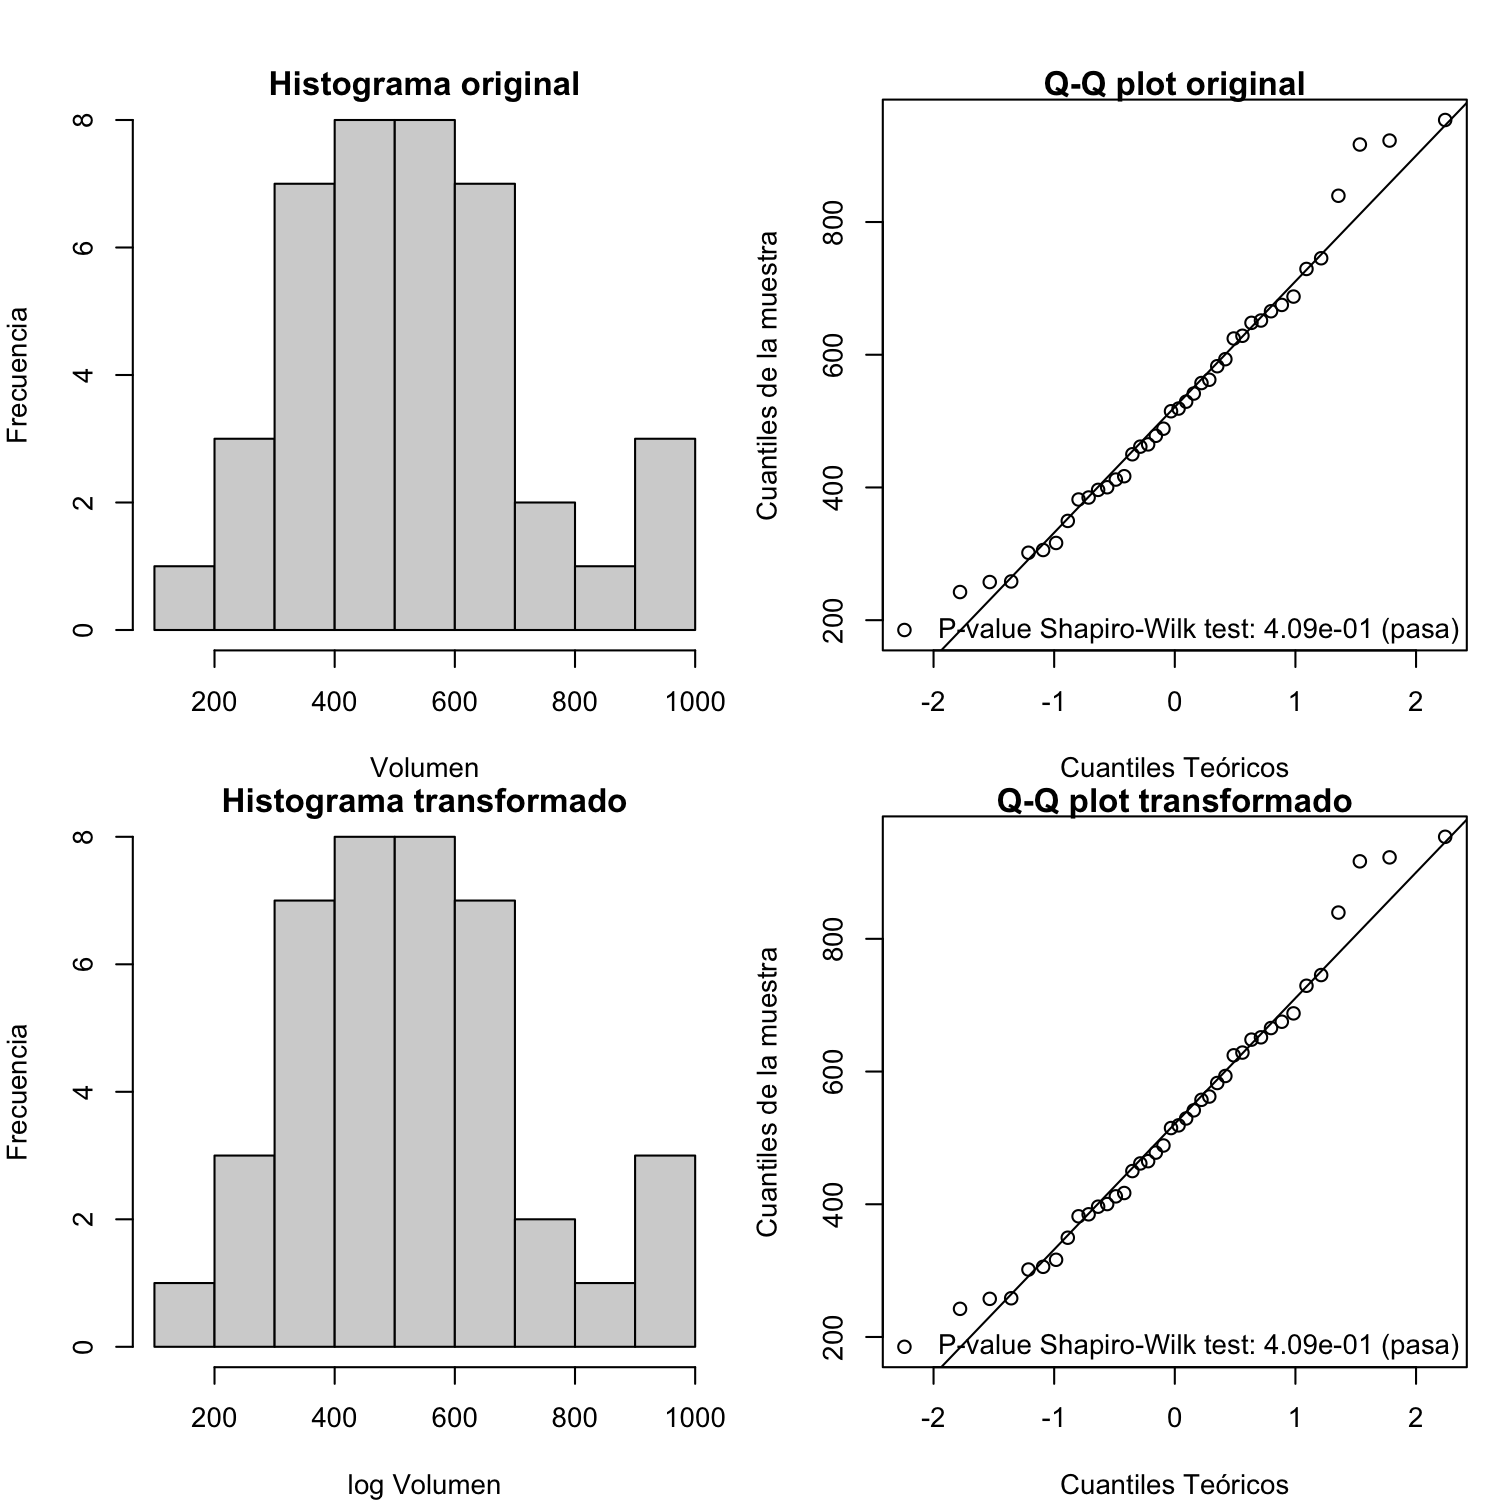 Histograma original
Frecuencia
8
6
4
2
0
200 400 600 800 1000
Volumen
Q-Q plot original
Cuantiles de la muestra
800
600
400
200
P-value Shapiro-Wilk test: 4.09e-01 (pasa)
-2 -1 0 1 2
Cuantiles Teóricos
Histograma transformado
Frecuencia
8
6
4
2
0
200 400 600 800 1000
log Volumen
Q-Q plot transformado
Cuantiles de la muestra
800
600
400
200
P-value Shapiro-Wilk test: 4.09e-01 (pasa)
-2 -1 0 1 2
Cuantiles Teóricos